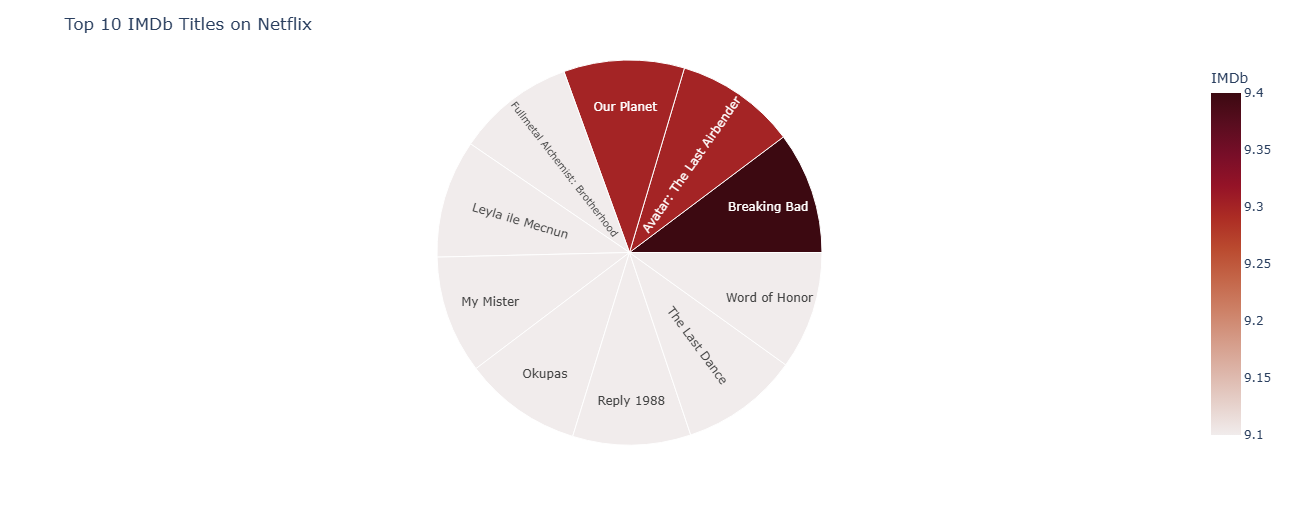 Top 10 IMDb Titles on Netflix
Our Planet
Avatar: The Last Airbender
Breaking Bad
Fullmetal Alchemist: Brotherhood
Leyla ile Mecnun
My Mister
Okupas
Reply 1988
The Last Dance
Word of Honor
IMDb
9.4
9.35
9.3
9.25
9.2
9.15
9.1